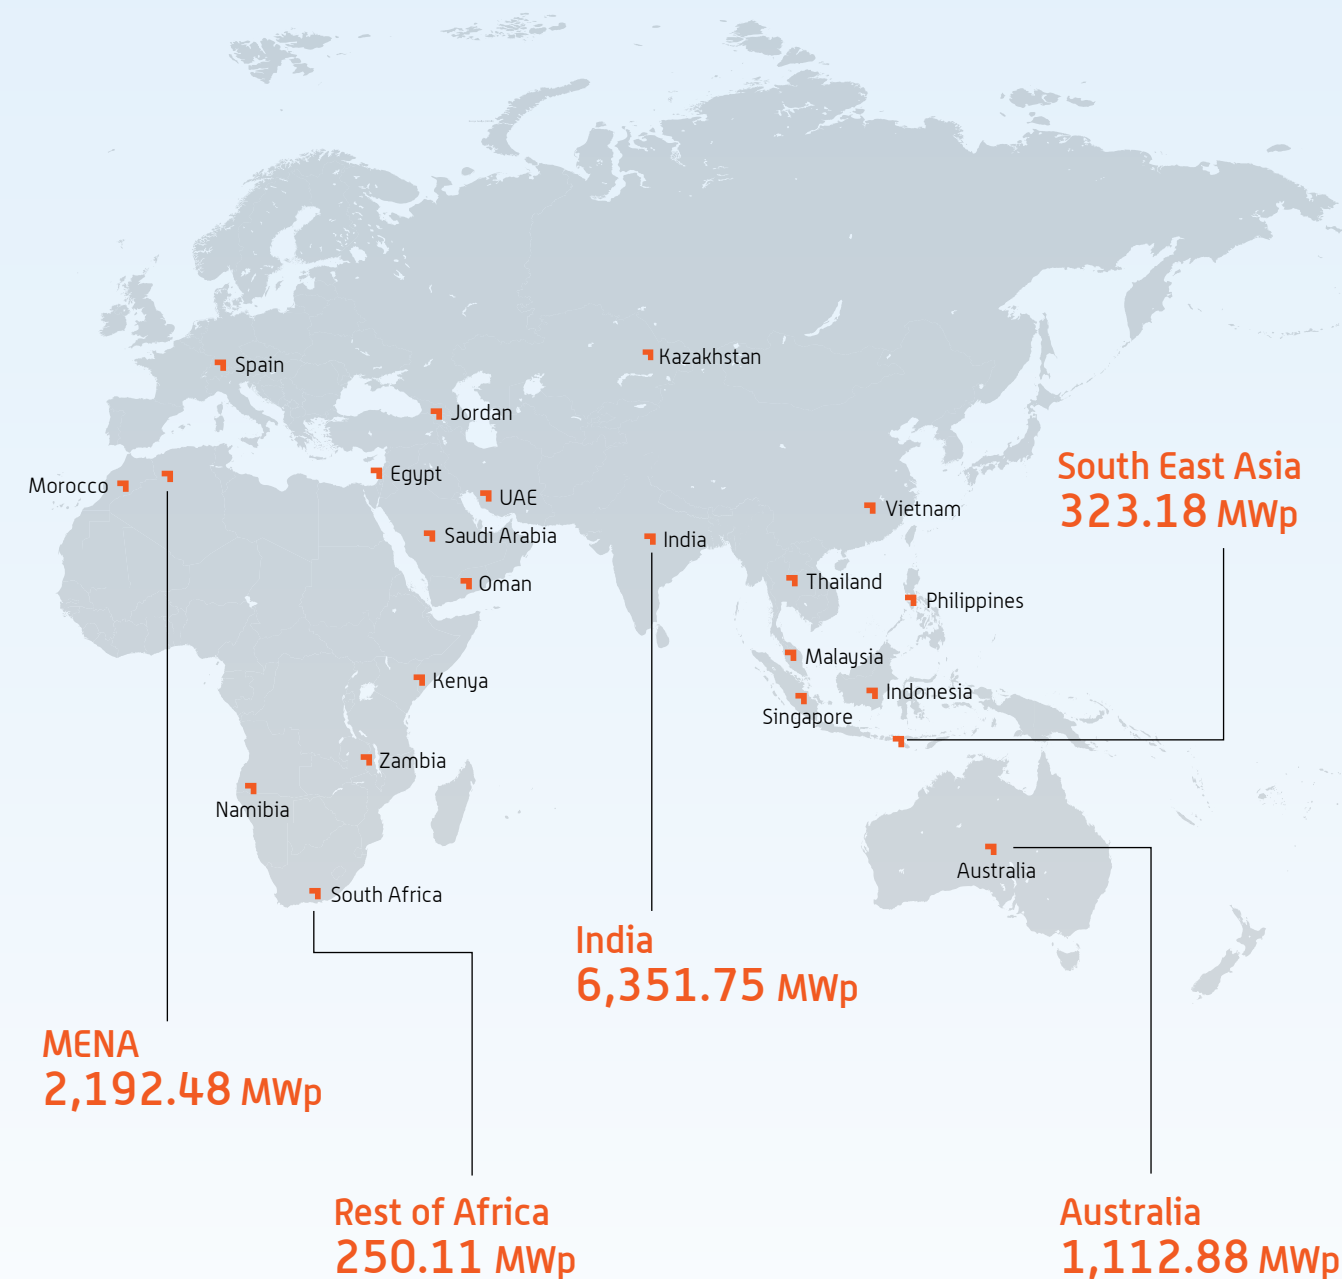 Spain
Kazakhstan
Jordan
Morocco
Egypt
UAE
South East Asia
323.18 MWp
Vietnam
Saudi Arabia
India
Oman
Thailand
Philippines
Malaysia
Kenya
Indonesia
Singapore
Zambia
Namibia
Australia
South Africa
India
6,351.75 MWp
MENA
2,192.48 MWp
Rest of Africa
250.11 MWp
Australia
1,112.88 MWp